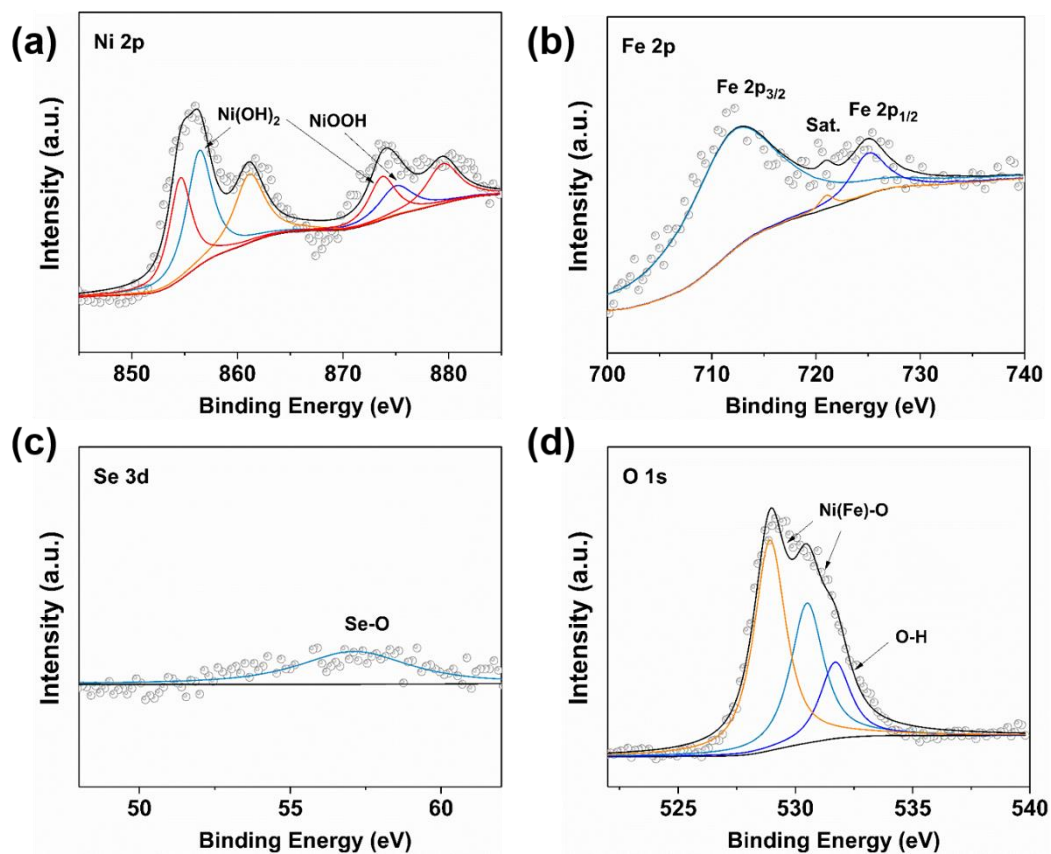 (a)
Ni 2p
Ni(OH)2
NiOOH
Intensity (a.u.)
850
860
870
880
Binding Energy (eV)
(b)
Fe 2p
Fe 2p3/2
Sat.
Fe 2p1/2
Intensity (a.u.)
700
710
720
730
740
Binding Energy (eV)
(c)
Se 3d
Se-O
Intensity (a.u.)
50
55
60
Binding Energy (eV)
(d)
O 1s
Ni(Fe)-O
O-H
Intensity (a.u.)
525
530
535
540
Binding Energy (eV)